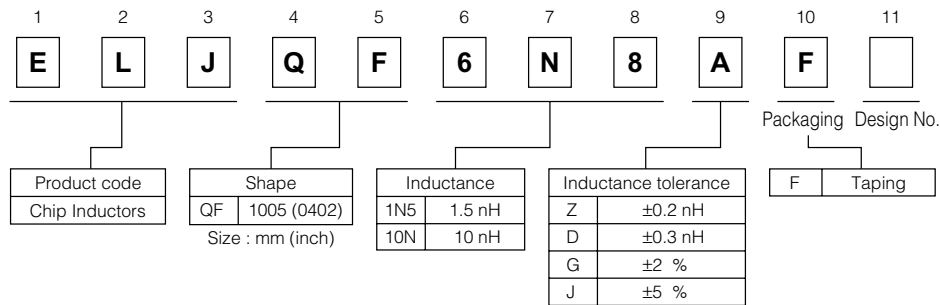 1 2 3 4 5 6 7 8 9 10 11
E L J Q F 6 N 8 A F
Packaging Design No.
Product code
Chip Inductors
Shape
QF 1005 (0402)
Size : mm (inch)
Inductance
1N5 1.5 nH
10N 10 nH
Inductance tolerance
Z ±0.2 nH
D ±0.3 nH
G ±2 %
J ±5 %
F Taping